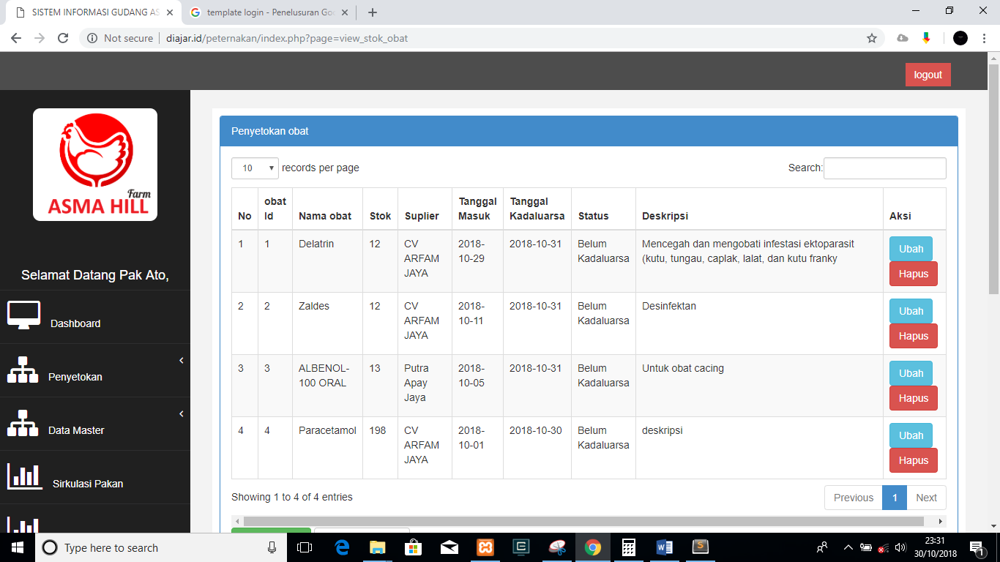 SISTEM INFORMASI GUDANG AS
template login - Penelusuran Goo
Not secure | diajar.id/peternakan/index.php?page=view_stok_obat
logout
Farm
ASMA HILL
Selamat Datang Pak Ato,
Dashboard
Penyetokan
Data Master
Sirkulasi Pakan
Penyetokan obat
10 records per page
Search:
No obat Id Nama obat Stok Suplier Tanggal Masuk Tanggal Kadaluarsa Status Deskripsi Aksi
1 1 Delatrin 12 CV ARFAM JAYA 2018-10-29 2018-10-31 Belum Kadaluarsa Mencegah dan mengobati infestasi ektoparasit (kutu, tungau, caplak, lalat, dan kutu franky Ubah Hapus
2 2 Zaldes 12 CV ARFAM JAYA 2018-10-11 2018-10-31 Belum Kadaluarsa Desinfektan Ubah Hapus
3 3 ALBENOL-100 ORAL 13 Putra Apay Jaya 2018-10-05 2018-10-31 Belum Kadaluarsa Untuk obat cacing Ubah Hapus
4 4 Paracetamol 198 CV ARFAM JAYA 2018-10-01 2018-10-30 Belum Kadaluarsa deskripsi Ubah Hapus
Showing 1 to 4 of 4 entries
Previous 1 Next
Type here to search
23:31
30/10/2018
1